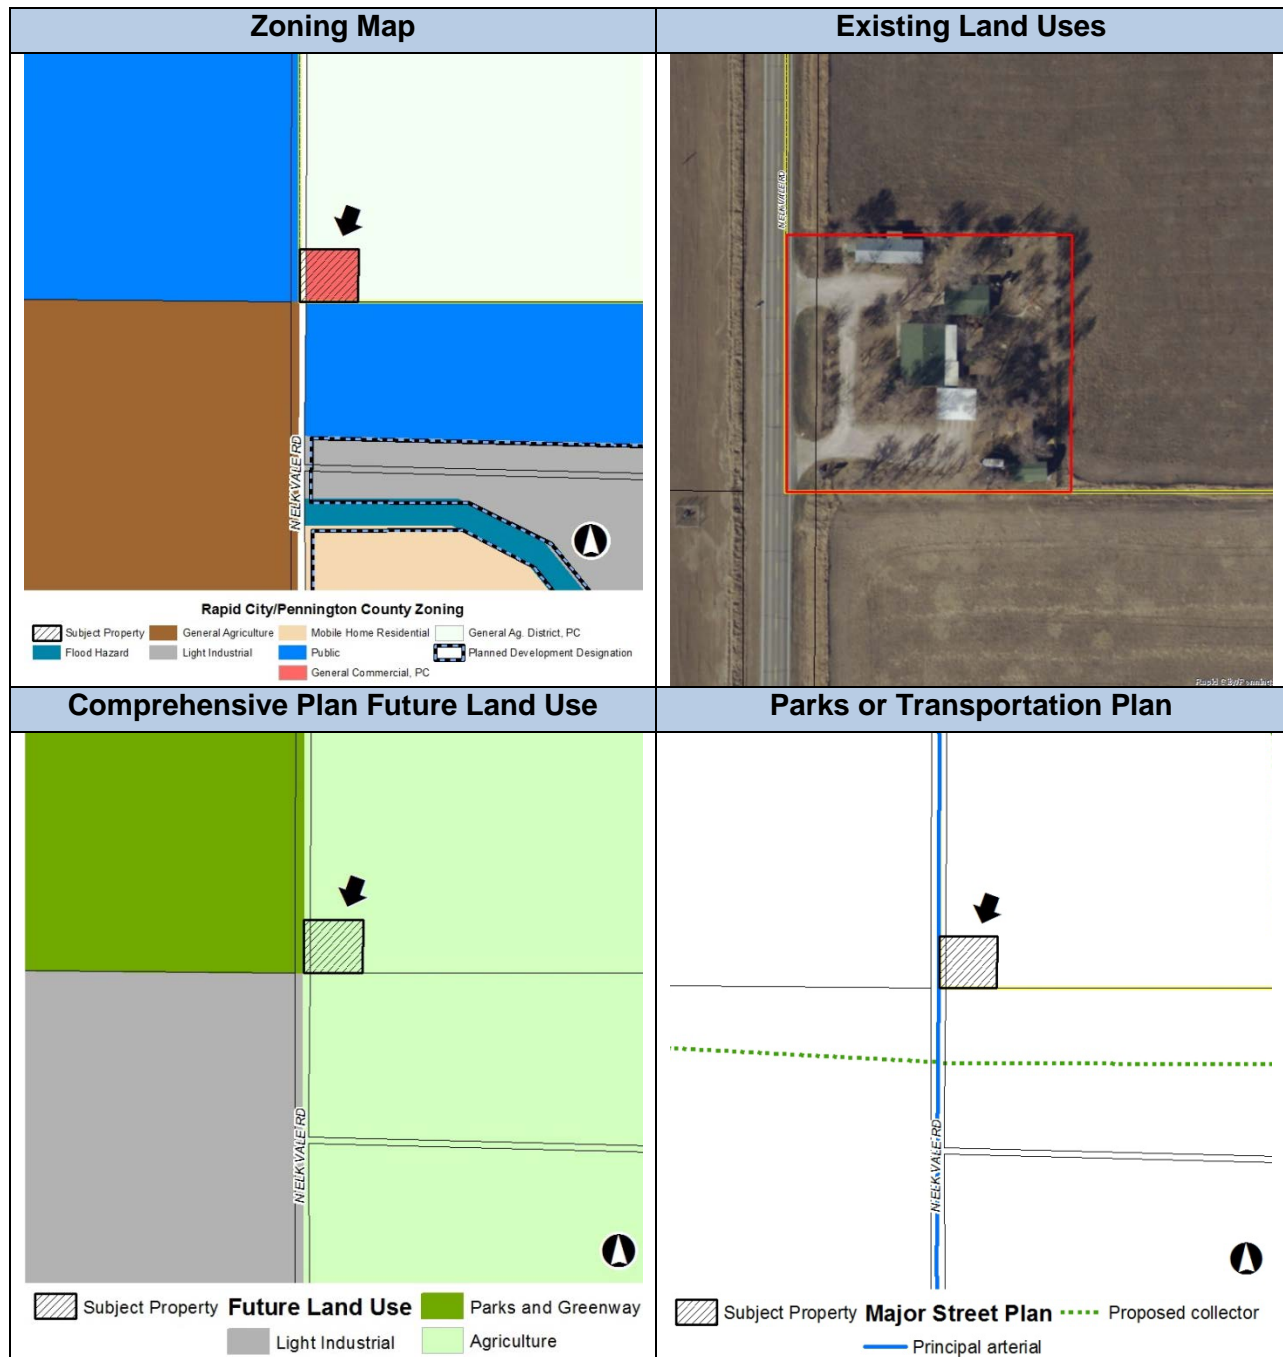 Zoning Map
Existing Land Uses
N ELK VALE RD
Rapid City/Pennington County Zoning
Subject Property
General Agriculture
Mobile Home Residential
General Ag. District, PC
Flood Hazard
Light Industrial
Public
Planned Development Designation
General Commercial, PC
N ELK VALE RD
Comprehensive Plan Future Land Use
Parks or Transportation Plan
N ELK VALE RD
Subject Property
Future Land Use
Parks and Greenway
Light Industrial
Agriculture
N ELK VALE RD
Subject Property
Major Street Plan
Proposed collector
Principal arterial